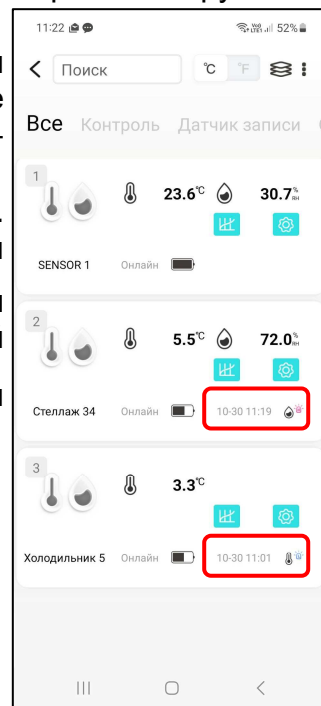 11:22 52%
Поиск °C °F
Все Контроль Датчик записи
1
23.6°C 30.7%RH
SENSOR 1 Онлайн
2
5.5°C 72.0%RH
Стеллаж 34 Онлайн 10-30 11:19
3
3.3°C
Холодильник 5 Онлайн 10-30 11:01